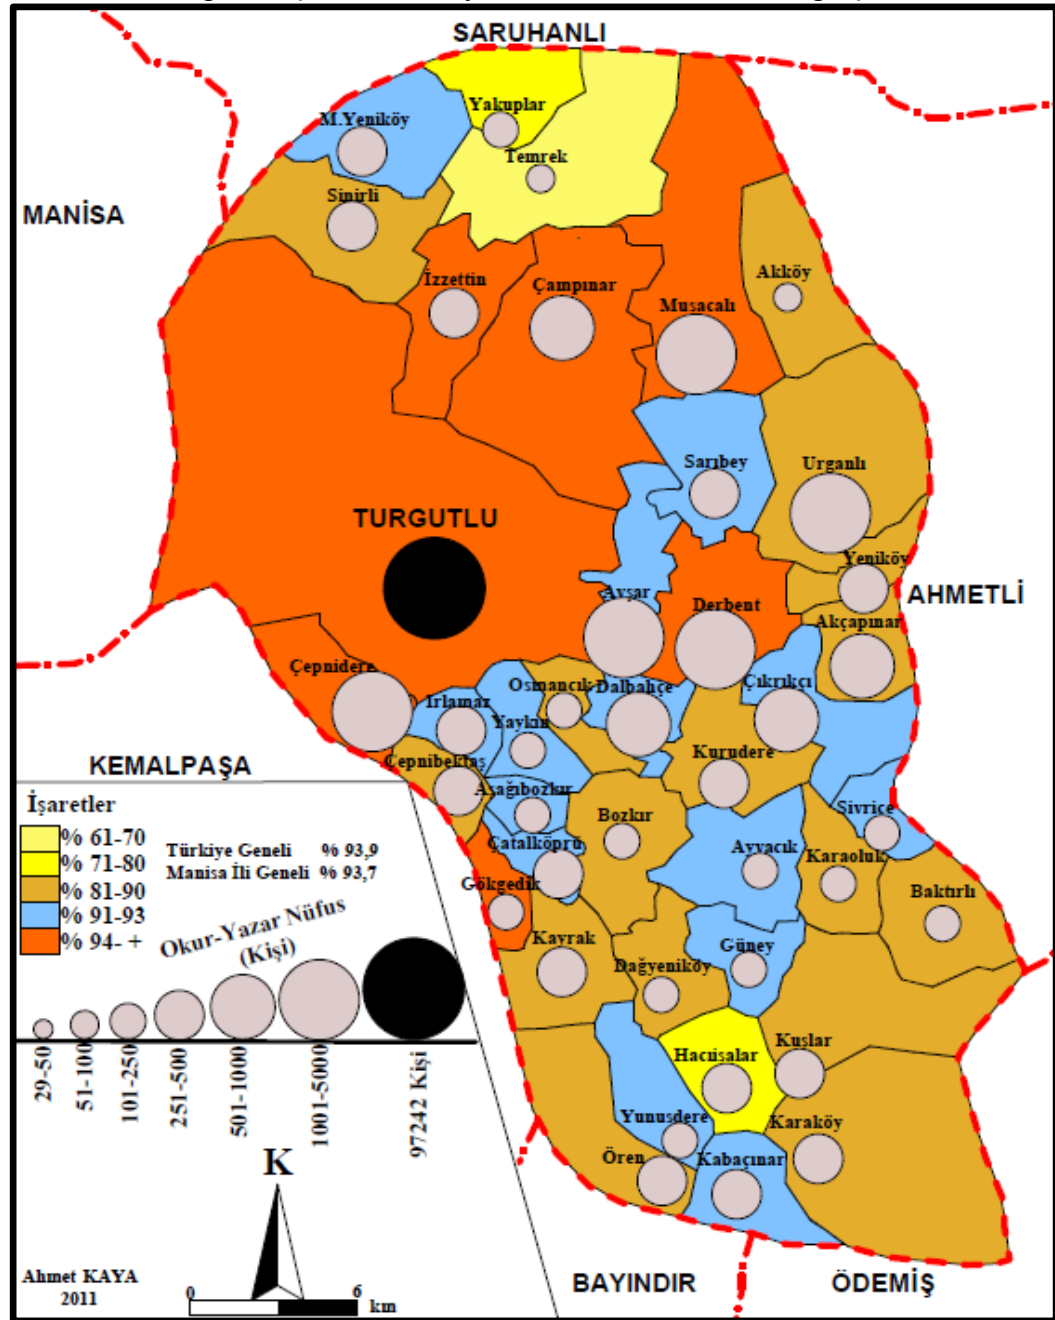 SARUHANLI
Yakuplar
M.Yeniköy
Temrek
Sinirli
MANİSA
İzzettin
Çampınar
Akköy
Musacalı
Sarıbey
Urganlı
TURGUTLU
Yeniköy
AHMETLİ
Avşar
Derbent
Akçapınar
Çepnidere
Osmancık
Dalbahçe
Çıkrıkçı
Irlamaz
Yaykın
Kurudere
KEMALPAŞA
Çepnibektaş
Aşağıbozkır
İşaretler
Bozkır
Sivrice
% 61-70
% 71-80
% 81-90
% 91-93
% 94- +
Türkiye Geneli % 93,9
Manisa İli Geneli % 93,7
Çatalköprü
Ayvacık
Karaoluk
Gökgedik
Baktırlı
Okur-Yazar Nüfus
(Kişi)
Kayrak
Güney
Dağyeniköy
29-50
51-100
101-250
251-500
501-1000
1001-5000
97242 Kişi
Hacıisalar
Kuşlar
Yunusdere
Karaköy
K
Ören
Kabaçınar
Ahmet KAYA
2011
0
6
km
BAYINDIR
ÖDEMİŞ